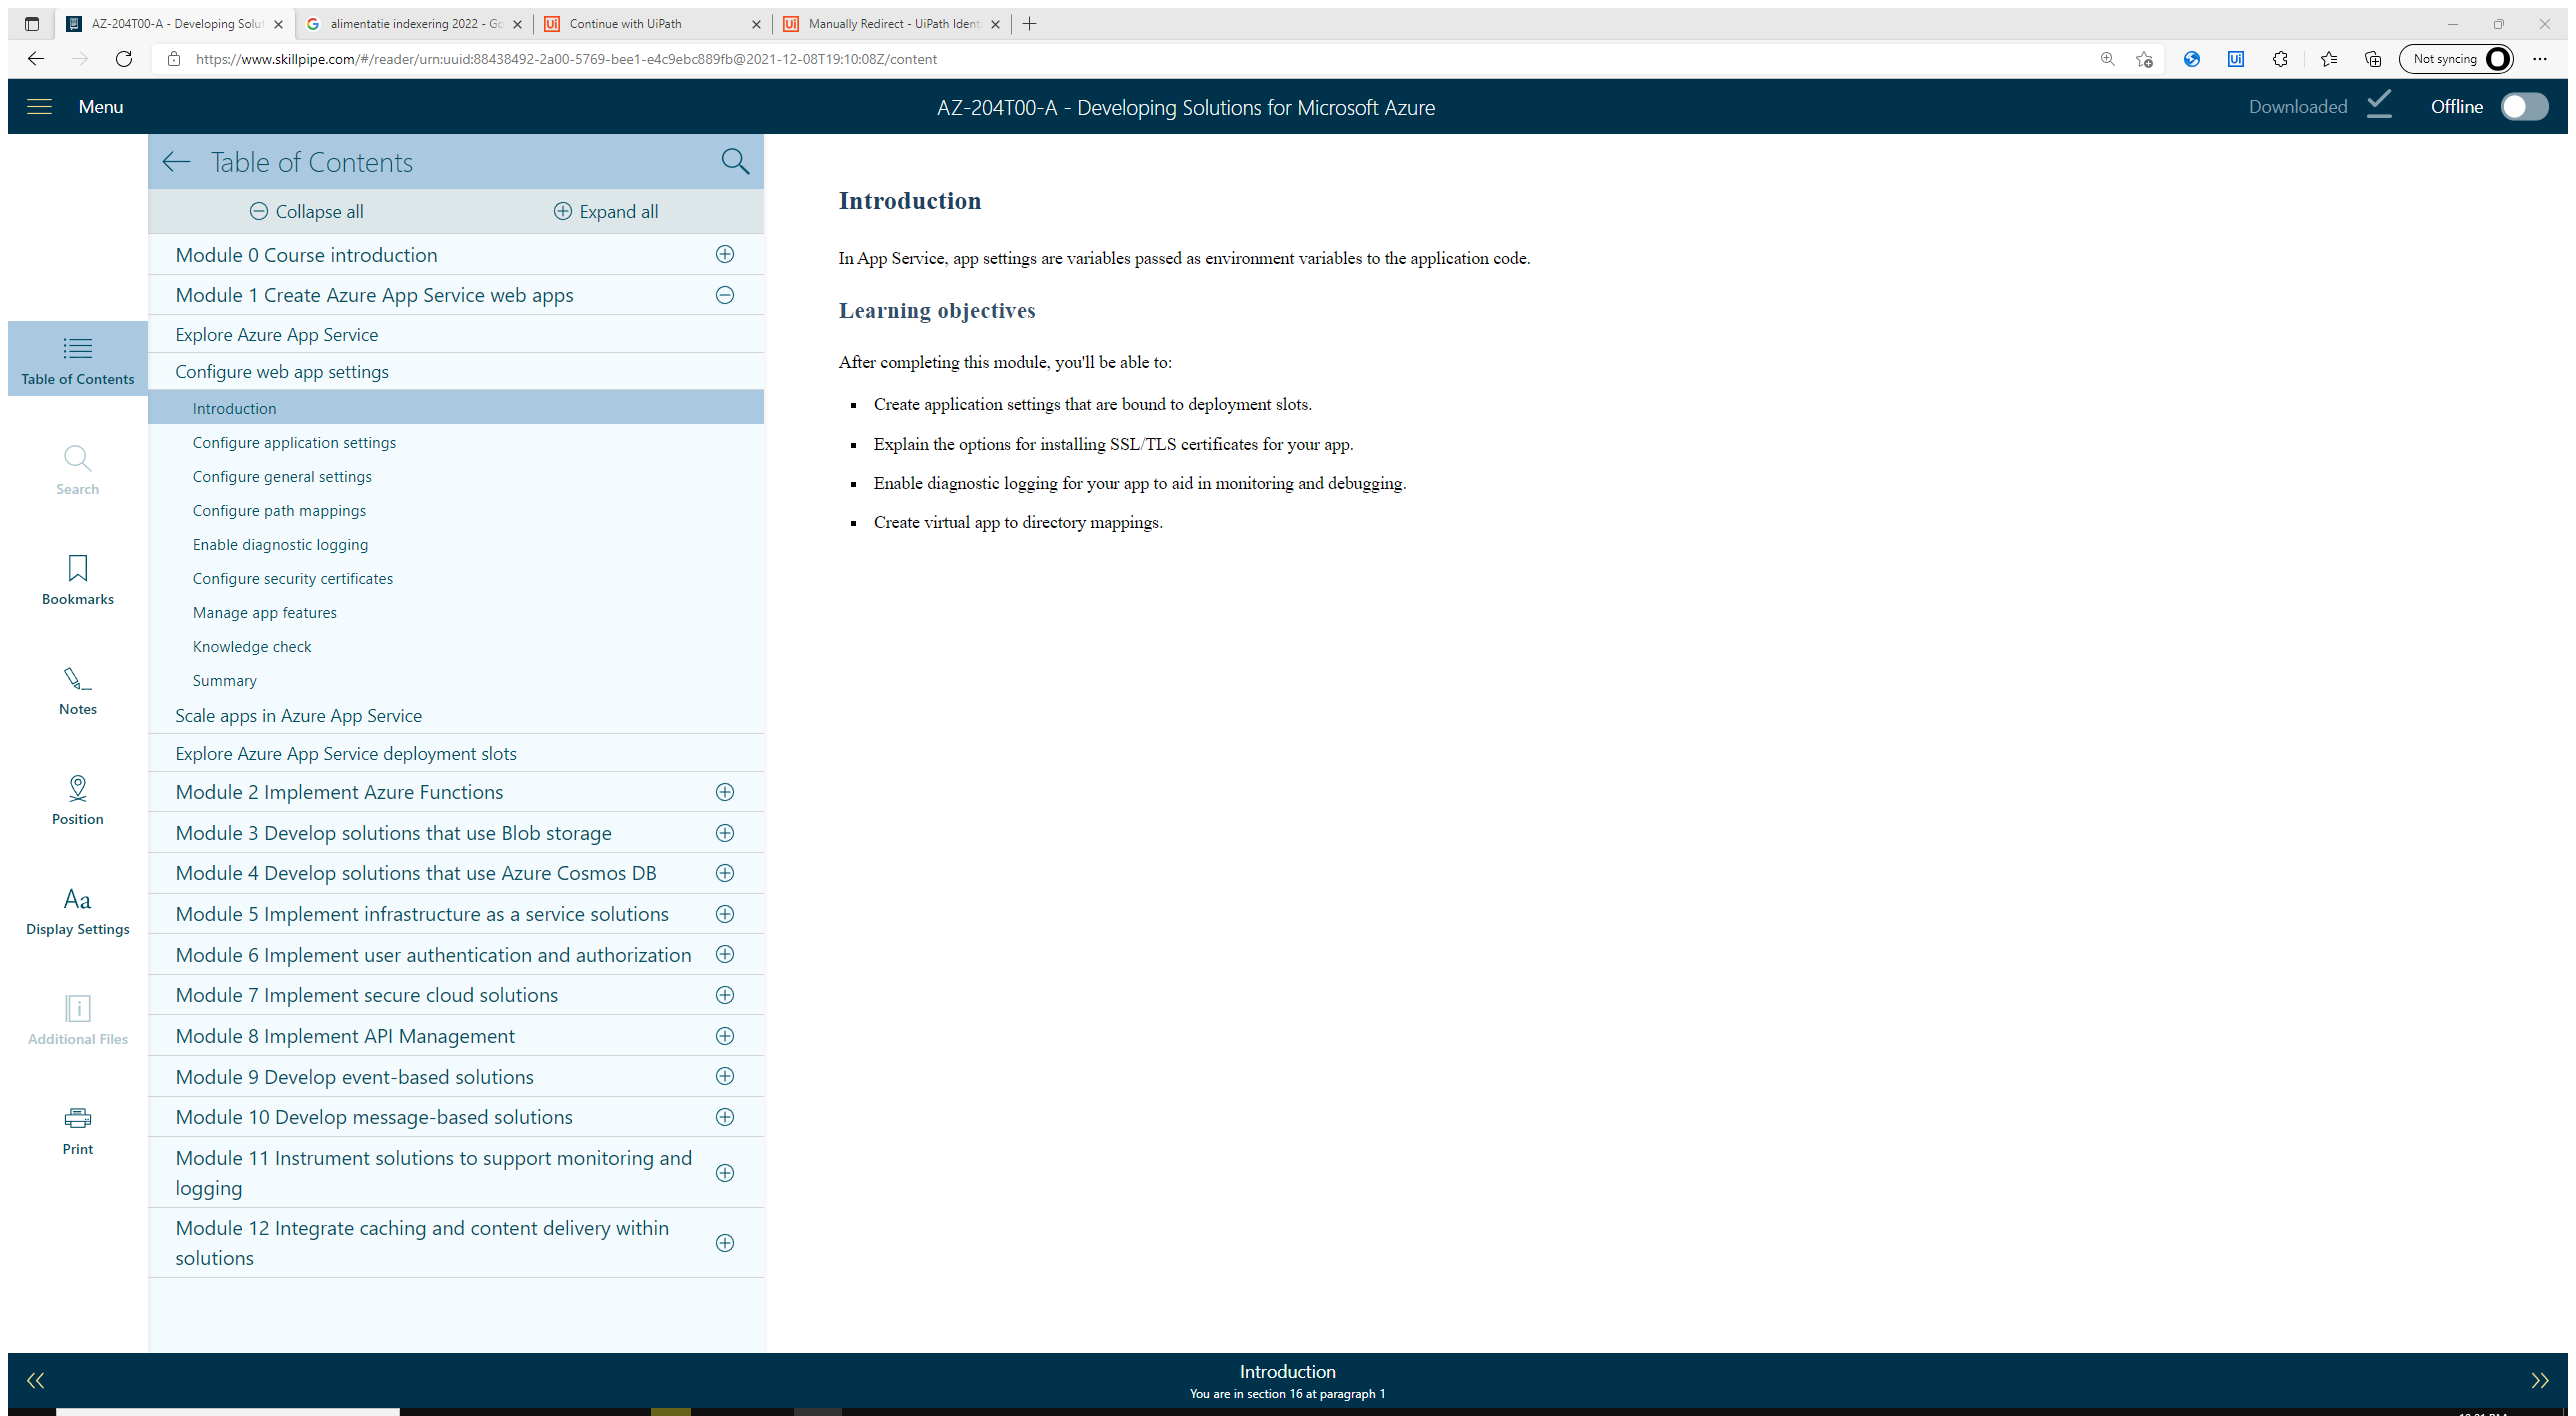 AZ-204T00-A - Developing Solut
alimentatie indexering 2022 - Go
Continue with UiPath
Manually Redirect - UiPath Ident
https://www.skillpipe.com/#/reader/urn:uuid:88438492-2a00-5769-bee1-e4c9ebc889fb@2021-12-08T19:10:08Z/content
Not syncing
Menu
AZ-204T00-A - Developing Solutions for Microsoft Azure
Downloaded
Offline
Table of Contents
Search
Bookmarks
Notes
Position
Aa
Display Settings
Additional Files
Print
Table of Contents
Collapse all
Expand all
Module 0 Course introduction
Module 1 Create Azure App Service web apps
Explore Azure App Service
Configure web app settings
Introduction
Configure application settings
Configure general settings
Configure path mappings
Enable diagnostic logging
Configure security certificates
Manage app features
Knowledge check
Summary
Scale apps in Azure App Service
Explore Azure App Service deployment slots
Module 2 Implement Azure Functions
Module 3 Develop solutions that use Blob storage
Module 4 Develop solutions that use Azure Cosmos DB
Module 5 Implement infrastructure as a service solutions
Module 6 Implement user authentication and authorization
Module 7 Implement secure cloud solutions
Module 8 Implement API Management
Module 9 Develop event-based solutions
Module 10 Develop message-based solutions
Module 11 Instrument solutions to support monitoring and
logging
Module 12 Integrate caching and content delivery within
solutions
Introduction
In App Service, app settings are variables passed as environment variables to the application code.
Learning objectives
After completing this module, you'll be able to:
▪ Create application settings that are bound to deployment slots.
▪ Explain the options for installing SSL/TLS certificates for your app.
▪ Enable diagnostic logging for your app to aid in monitoring and debugging.
▪ Create virtual app to directory mappings.
Introduction
You are in section 16 at paragraph 1